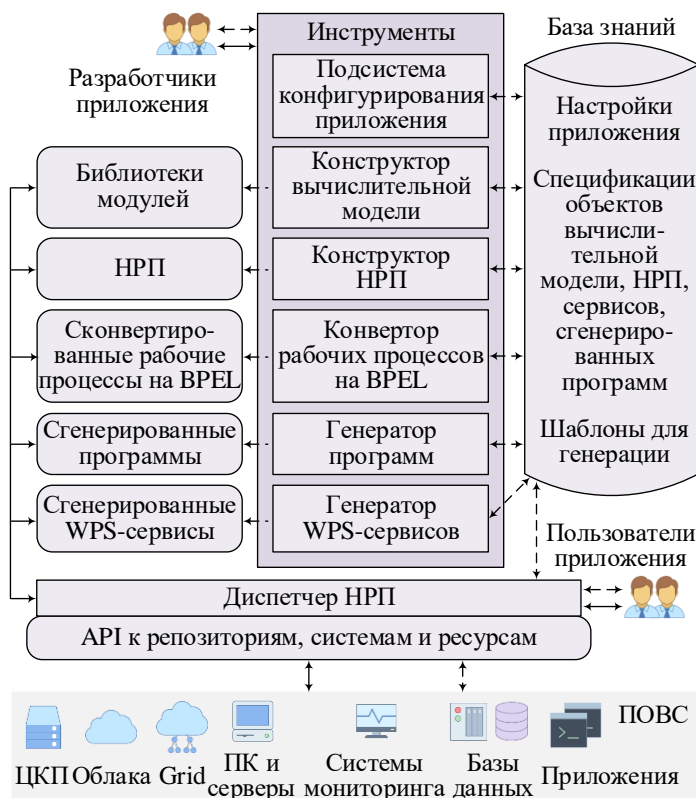 Инструменты
База знаний
Разработчики
приложения
Подсистема
конфигурирования
приложения
Настройки
приложения
Библиотеки
модулей
Конструктор
вычислительной
модели
Спецификации
объектов
вычисли-
тельной
модели, НРП,
сервисов,
сгенериро-
ванных
программ
НРП
Конструктор
НРП
Сконвертиро-
ванные рабочие
процессы на BPEL
Конвертор
рабочих процессов
на BPEL
Сгенерированные
программы
Генератор
программ
Шаблоны для
генерации
Сгенерированные
WPS-сервисы
Генератор
WPS-сервисов
Пользователи
приложения
Диспетчер НРП
API к репозиториям, системам и ресурсам
ПОВС
ЦКП
Облака
Grid
ПК и
серверы
Системы
мониторинга
Базы
данных
Приложения